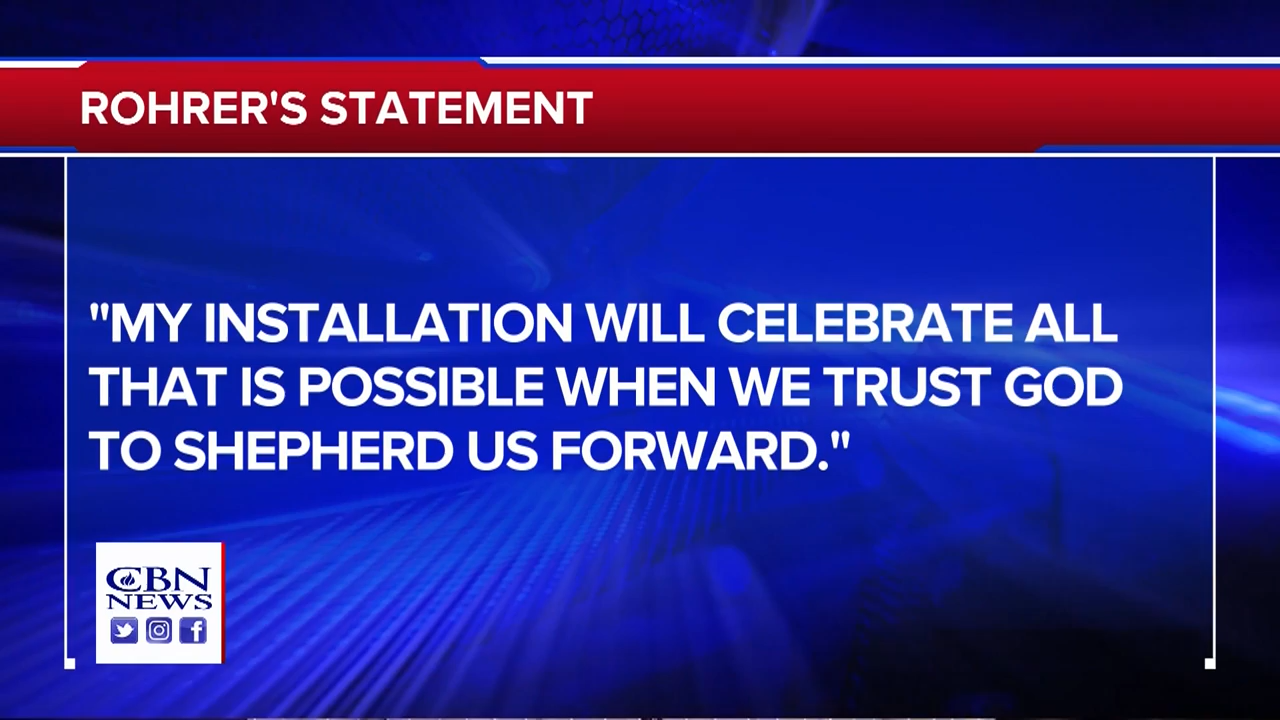 ROHRER'S STATEMENT
"MY INSTALLATION WILL CELEBRATE ALL
THAT IS POSSIBLE WHEN WE TRUST GOD
TO SHEPHERD US FORWARD."
CBN
NEWS